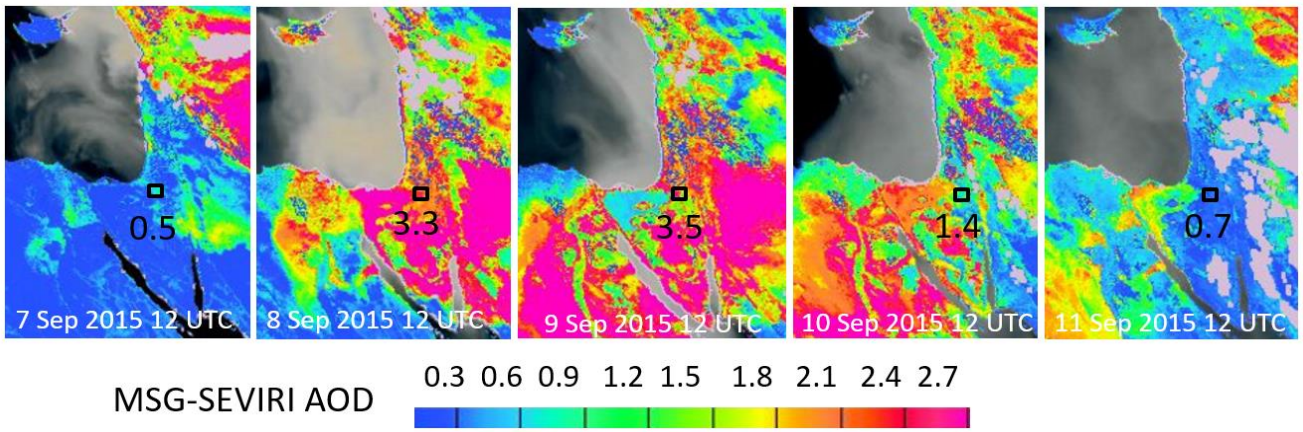 0.5
3.3
3.5
1.4
0.7
7 Sep 2015 12 UTC
8 Sep 2015 12 UTC
9 Sep 2015 12 UTC
10 Sep 2015 12 UTC
11 Sep 2015 12 UTC
0.3 0.6 0.9 1.2 1.5 1.8 2.1 2.4 2.7
MSG-SEVIRI AOD